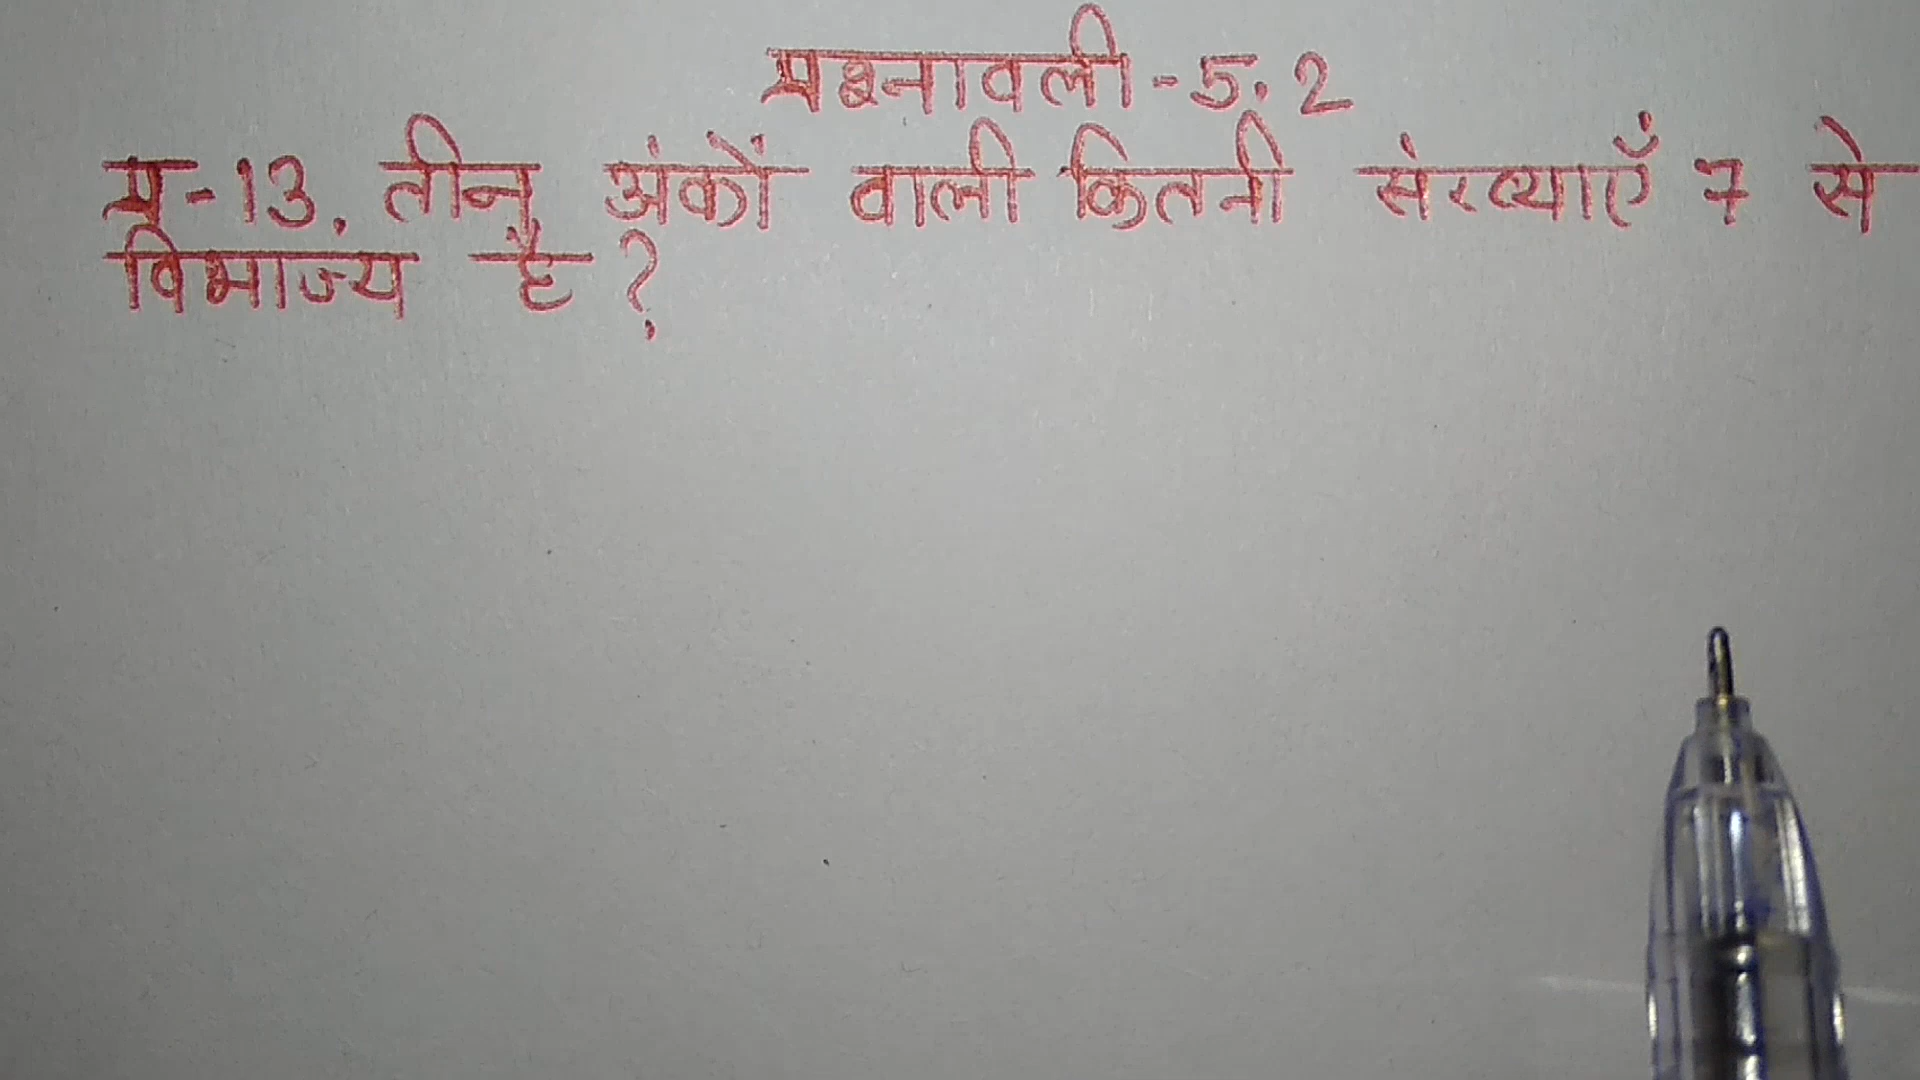 प्रश्नावली-5.2
प्र-13. तीन अंकों वाली कितनी संख्याएँ 7 से
विभाज्य है ?